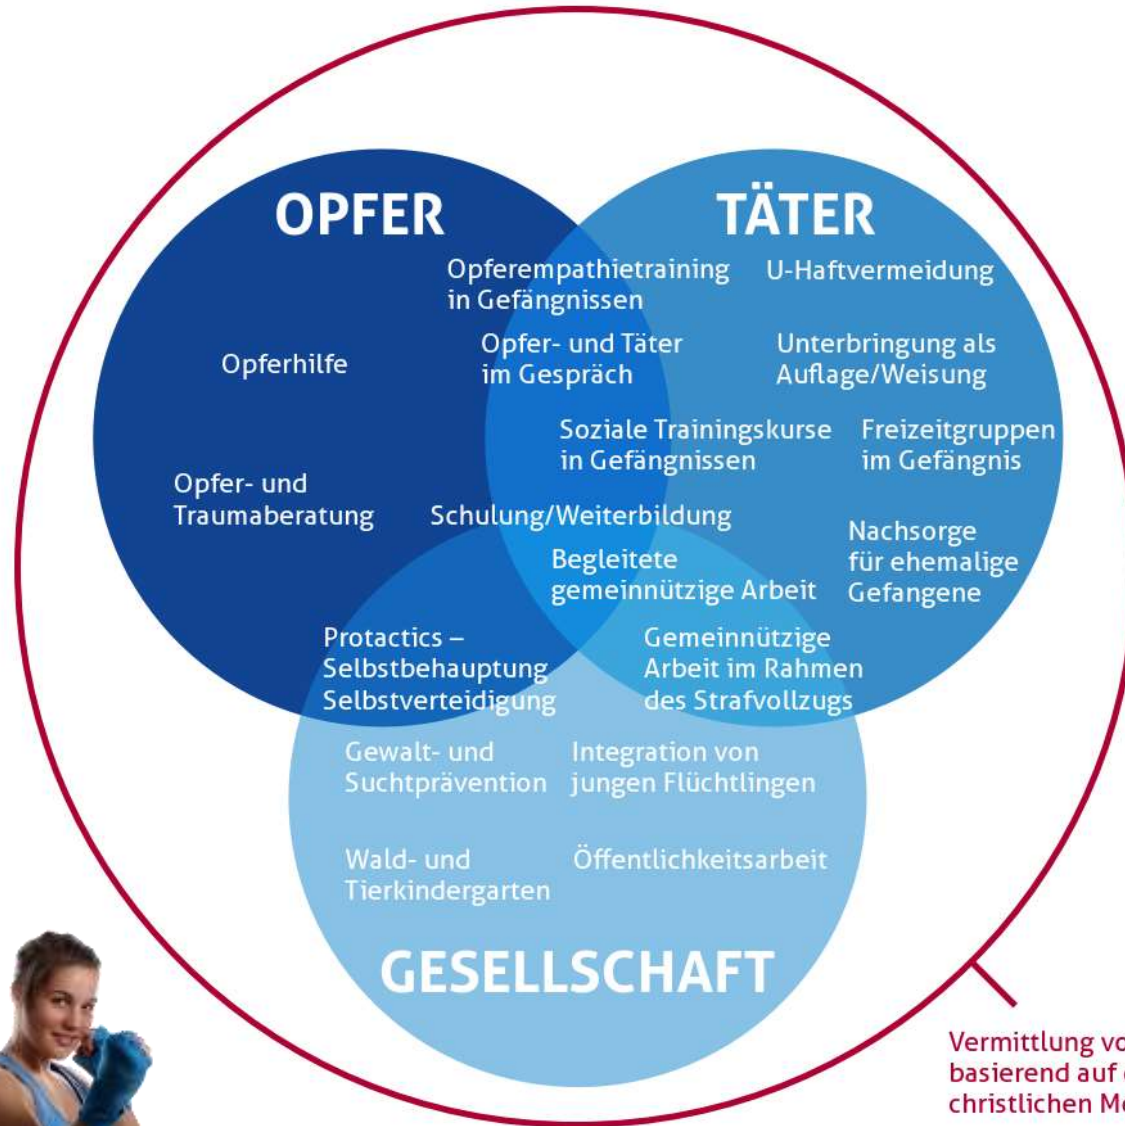 OPFER
TÄTER
Opferempathietraining
in Gefängnissen
U-Haftvermeidung
Opferhilfe
Opfer- und Täter
im Gespräch
Unterbringung als
Auflage/Weisung
Soziale Trainingskurse
in Gefängnissen
Freizeitgruppen
im Gefängnis
Opfer- und
Traumaberatung
Schulung/Weiterbildung
Nachsorge
für ehemalige
Gefangene
Begleitete
gemeinnützige Arbeit
Protactics –
Selbstbehauptung
Selbstverteidigung
Gemeinnützige
Arbeit im Rahmen
des Strafvollzugs
Gewalt- und
Suchtprävention
Integration von
jungen Flüchtlingen
Wald- und
Tierkindergarten
Öffentlichkeitsarbeit
GESELLSCHAFT
Vermittlung
basierend auf
christlichen